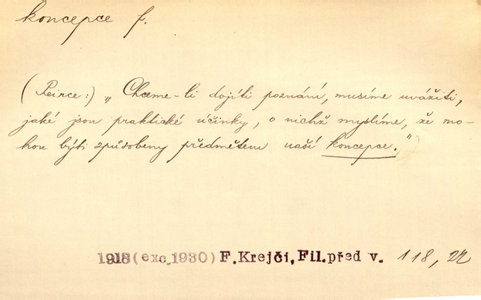 koncepce f.
(Peirce:) „Chceme-li dojíti poznání, musíme uvážiti,
jaké jsou praktické účinky, o nichž myslíme, že mo-
hou býti způsobeny předmětem naší koncepce."
1918 (exc. 1930) F. Krejčí, Fil. před v. 118, 22